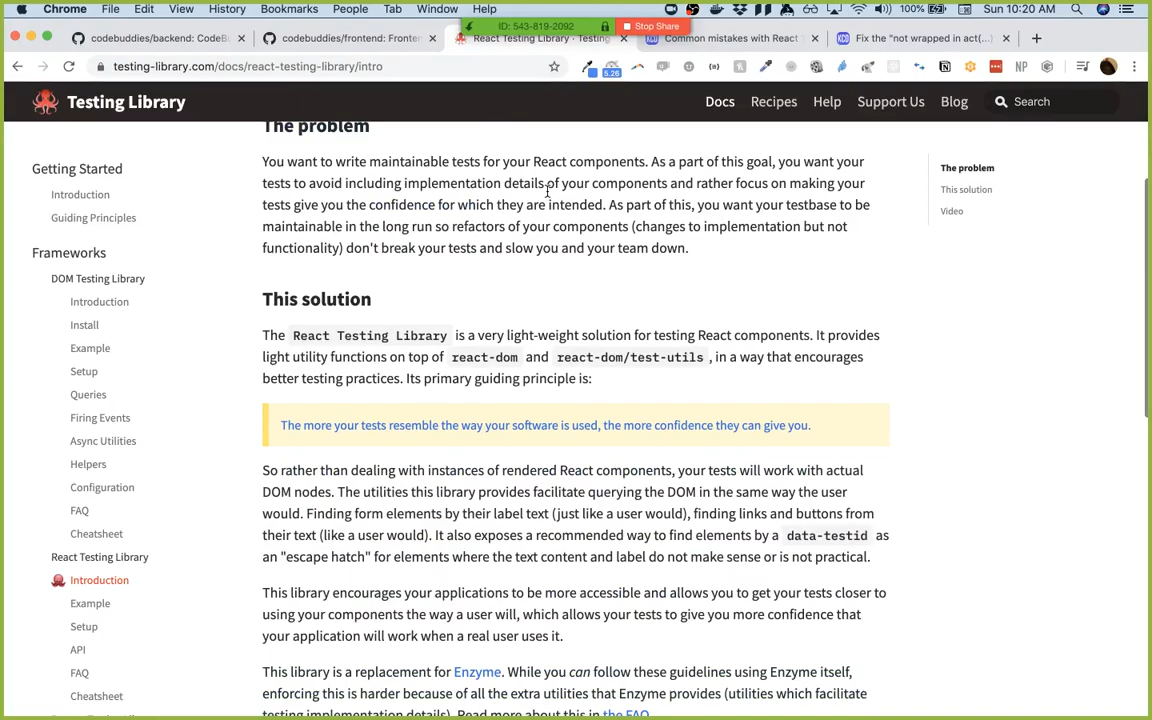 Chrome File Edit View History Bookmarks People Tab Window Help 100% Sun 10:20 AM
ID: 543-819-2092 Stop Share
codebuddies/backend: CodeB codebuddies/frontend: Fronte React Testing Library · Testing Common mistakes with React Fix the "not wrapped in act(...)
testing-library.com/docs/react-testing-library/intro
5.26
NP
Testing Library Docs Recipes Help Support Us Blog Search
Getting Started
Introduction
Guiding Principles
Frameworks
DOM Testing Library
Introduction
Install
Example
Setup
Queries
Firing Events
Async Utilities
Helpers
Configuration
FAQ
Cheatsheet
React Testing Library
Introduction
Example
Setup
API
FAQ
Cheatsheet
The problem
You want to write maintainable tests for your React components. As a part of this goal, you want your
tests to avoid including implementation details of your components and rather focus on making your
tests give you the confidence for which they are intended. As part of this, you want your testbase to be
maintainable in the long run so refactors of your components (changes to implementation but not
functionality) don't break your tests and slow you and your team down.
This solution
The React Testing Library is a very light-weight solution for testing React components. It provides
light utility functions on top of react-dom and react-dom/test-utils , in a way that encourages
better testing practices. Its primary guiding principle is:
The more your tests resemble the way your software is used, the more confidence they can give you.
So rather than dealing with instances of rendered React components, your tests will work with actual
DOM nodes. The utilities this library provides facilitate querying the DOM in the same way the user
would. Finding form elements by their label text (just like a user would), finding links and buttons from
their text (like a user would). It also exposes a recommended way to find elements by a data-testid as
an "escape hatch" for elements where the text content and label do not make sense or is not practical.
This library encourages your applications to be more accessible and allows you to get your tests closer to
using your components the way a user will, which allows your tests to give you more confidence that
your application will work when a real user uses it.
This library is a replacement for Enzyme. While you can follow these guidelines using Enzyme itself,
enforcing this is harder because of all the extra utilities that Enzyme provides (utilities which facilitate
testing implementation details). Read more about this in the FAQ.
The problem
This solution
Video